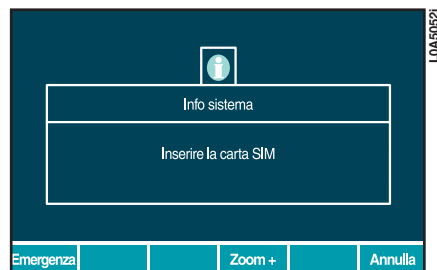 Info sistema
Inserire la carta SIM
Emergenza Zoom + Annulla
L0A5052i